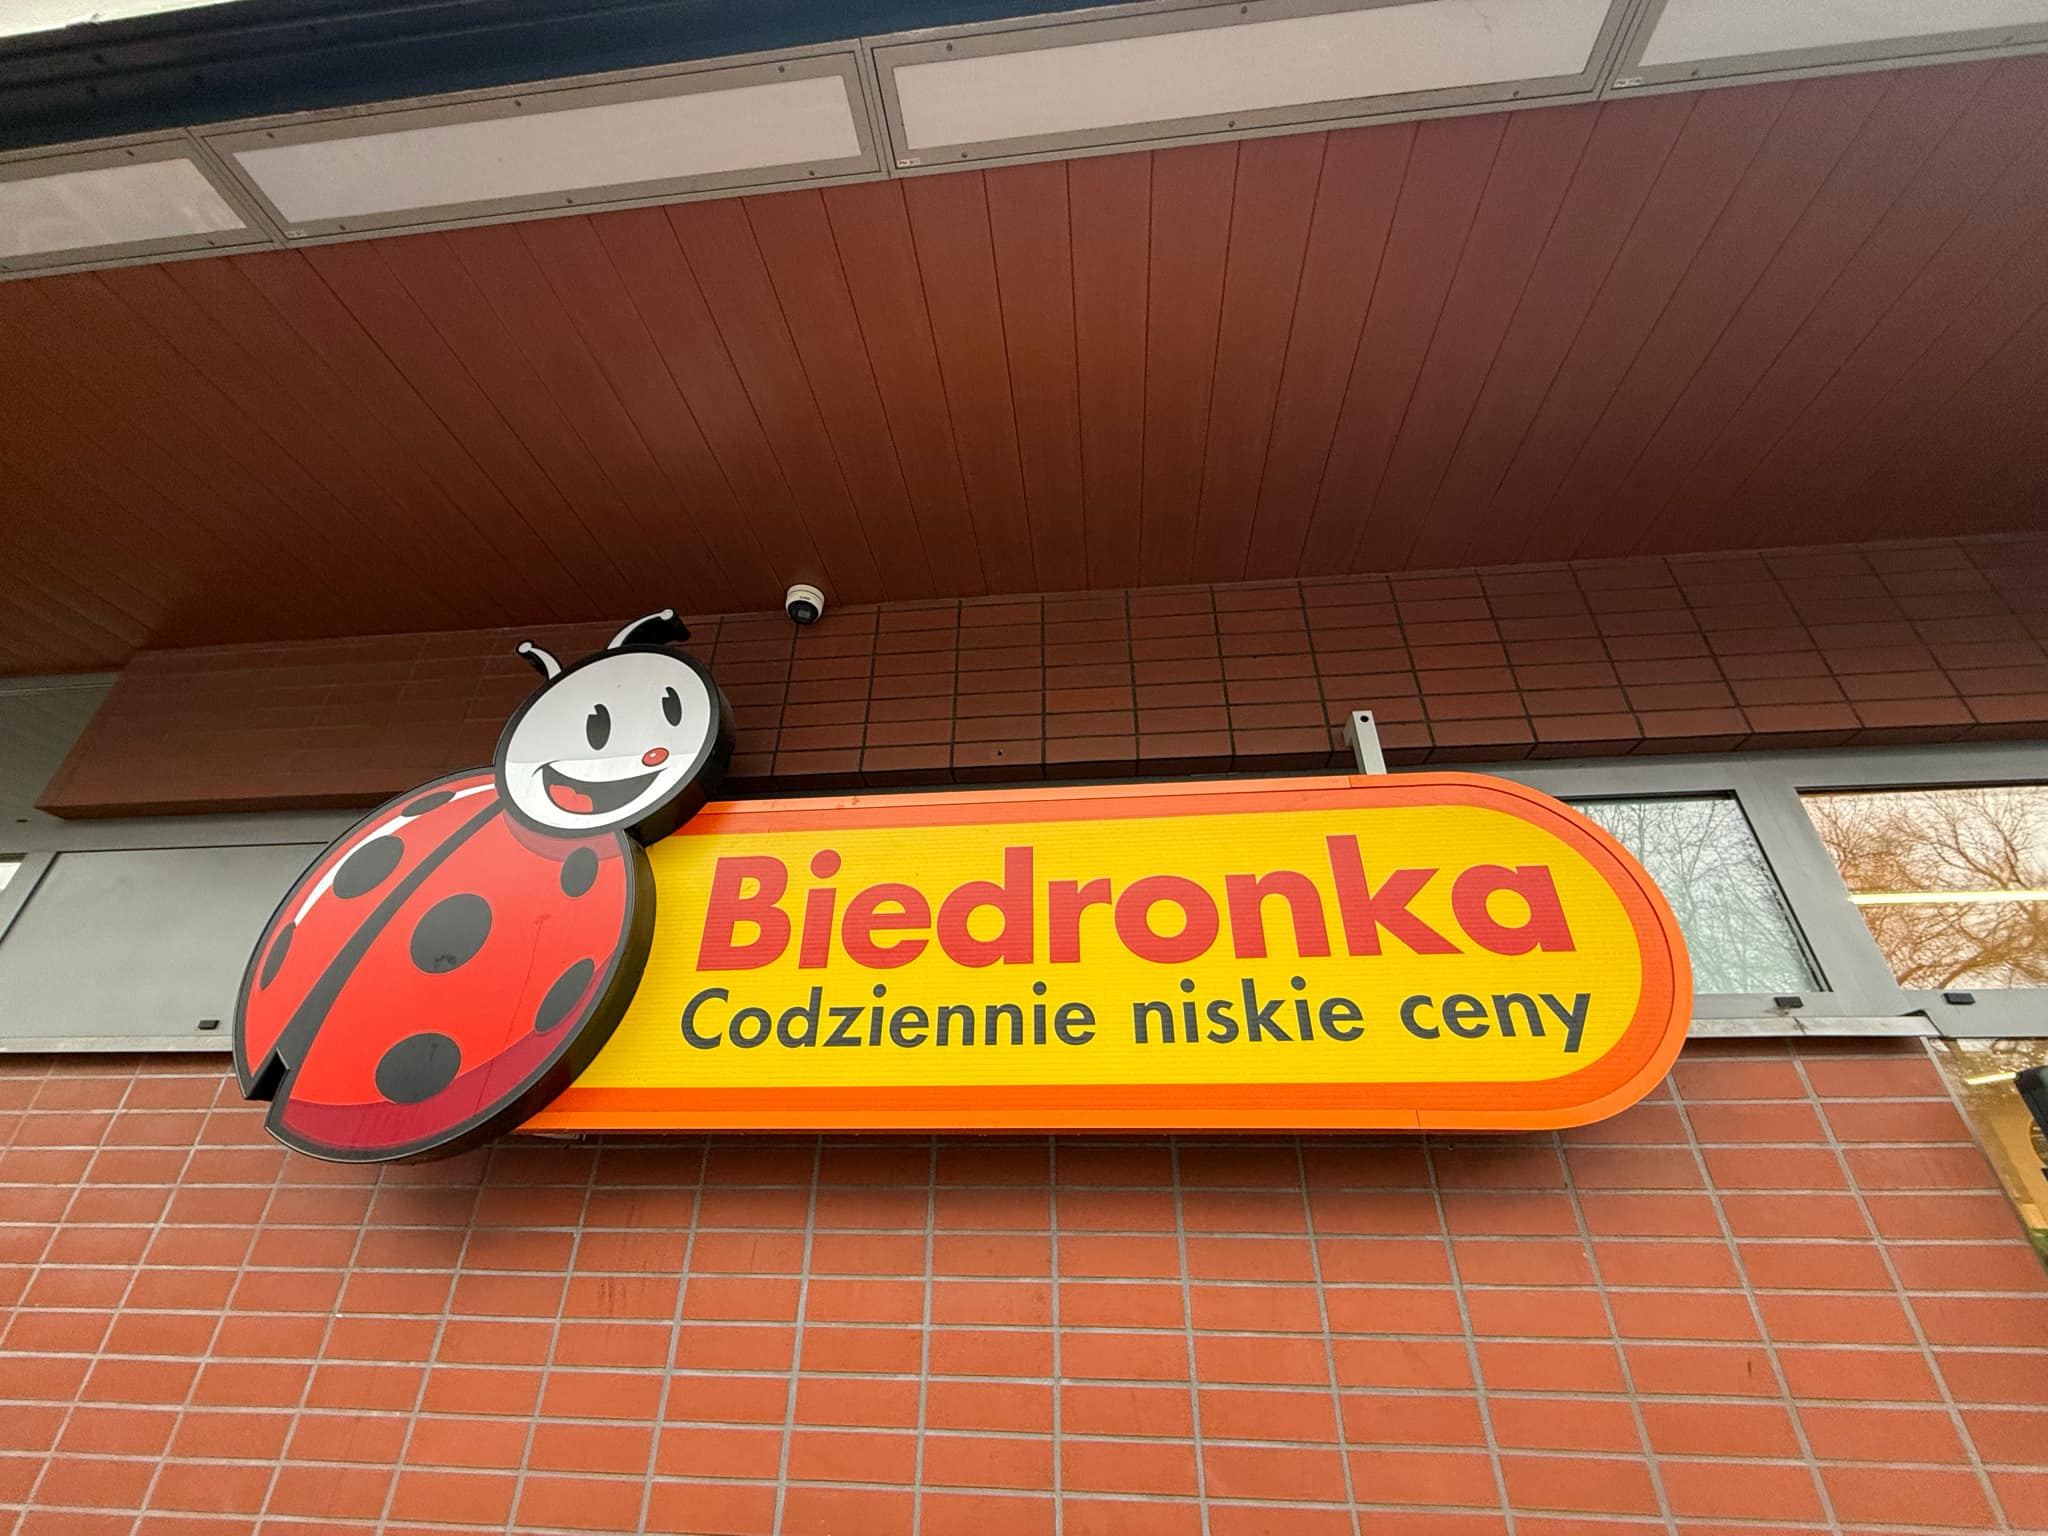 Biedronka
Codziennie niskie ceny